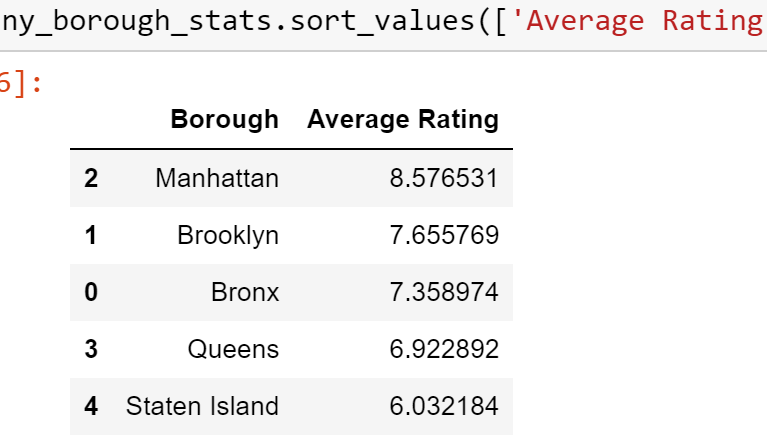 ny_borough_stats.sort_values(['Average Rating
6]:
Borough Average Rating
2 Manhattan 8.576531
1 Brooklyn 7.655769
0 Bronx 7.358974
3 Queens 6.922892
4 Staten Island 6.032184